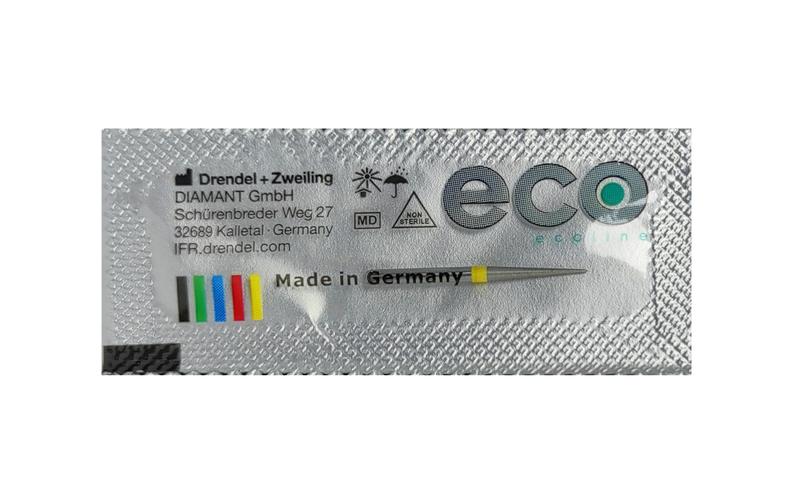 Drendel + Zweiling
DIAMANT GmbH
Schürenbreder Weg 27
32689 Kalletal · Germany
IFR.drendel.com
MD
NON
STERILE
eco
ecoline
Made in Germany